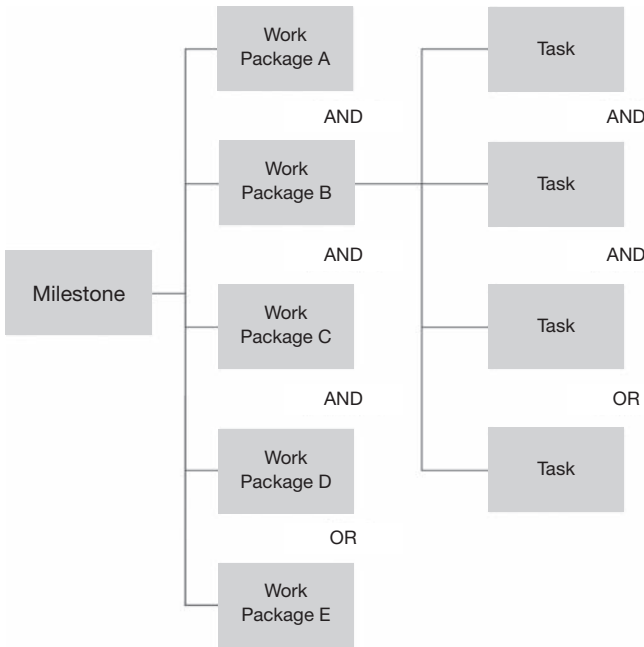 Work
Package A
Task
AND
AND
Work
Package B
Task
AND
AND
Milestone
Work
Package C
Task
AND
OR
Work
Package D
Task
OR
Work
Package E